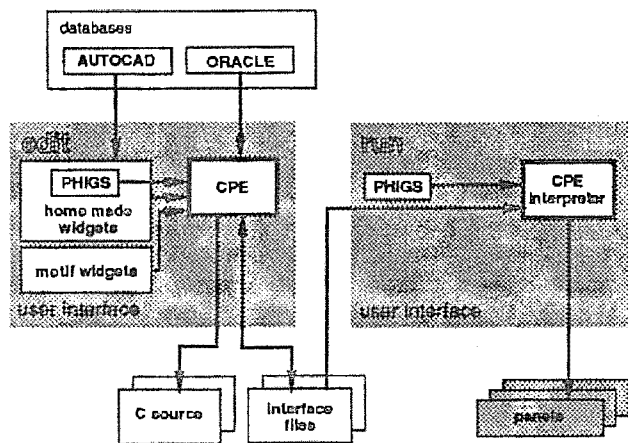 databases
AUTOCAD
ORACLE
edit
PHIGS
home made
widgets
motif widgets
user interface
CPE
run
PHIGS
CPE
interpreter
user interface
C source
interface
files
panels